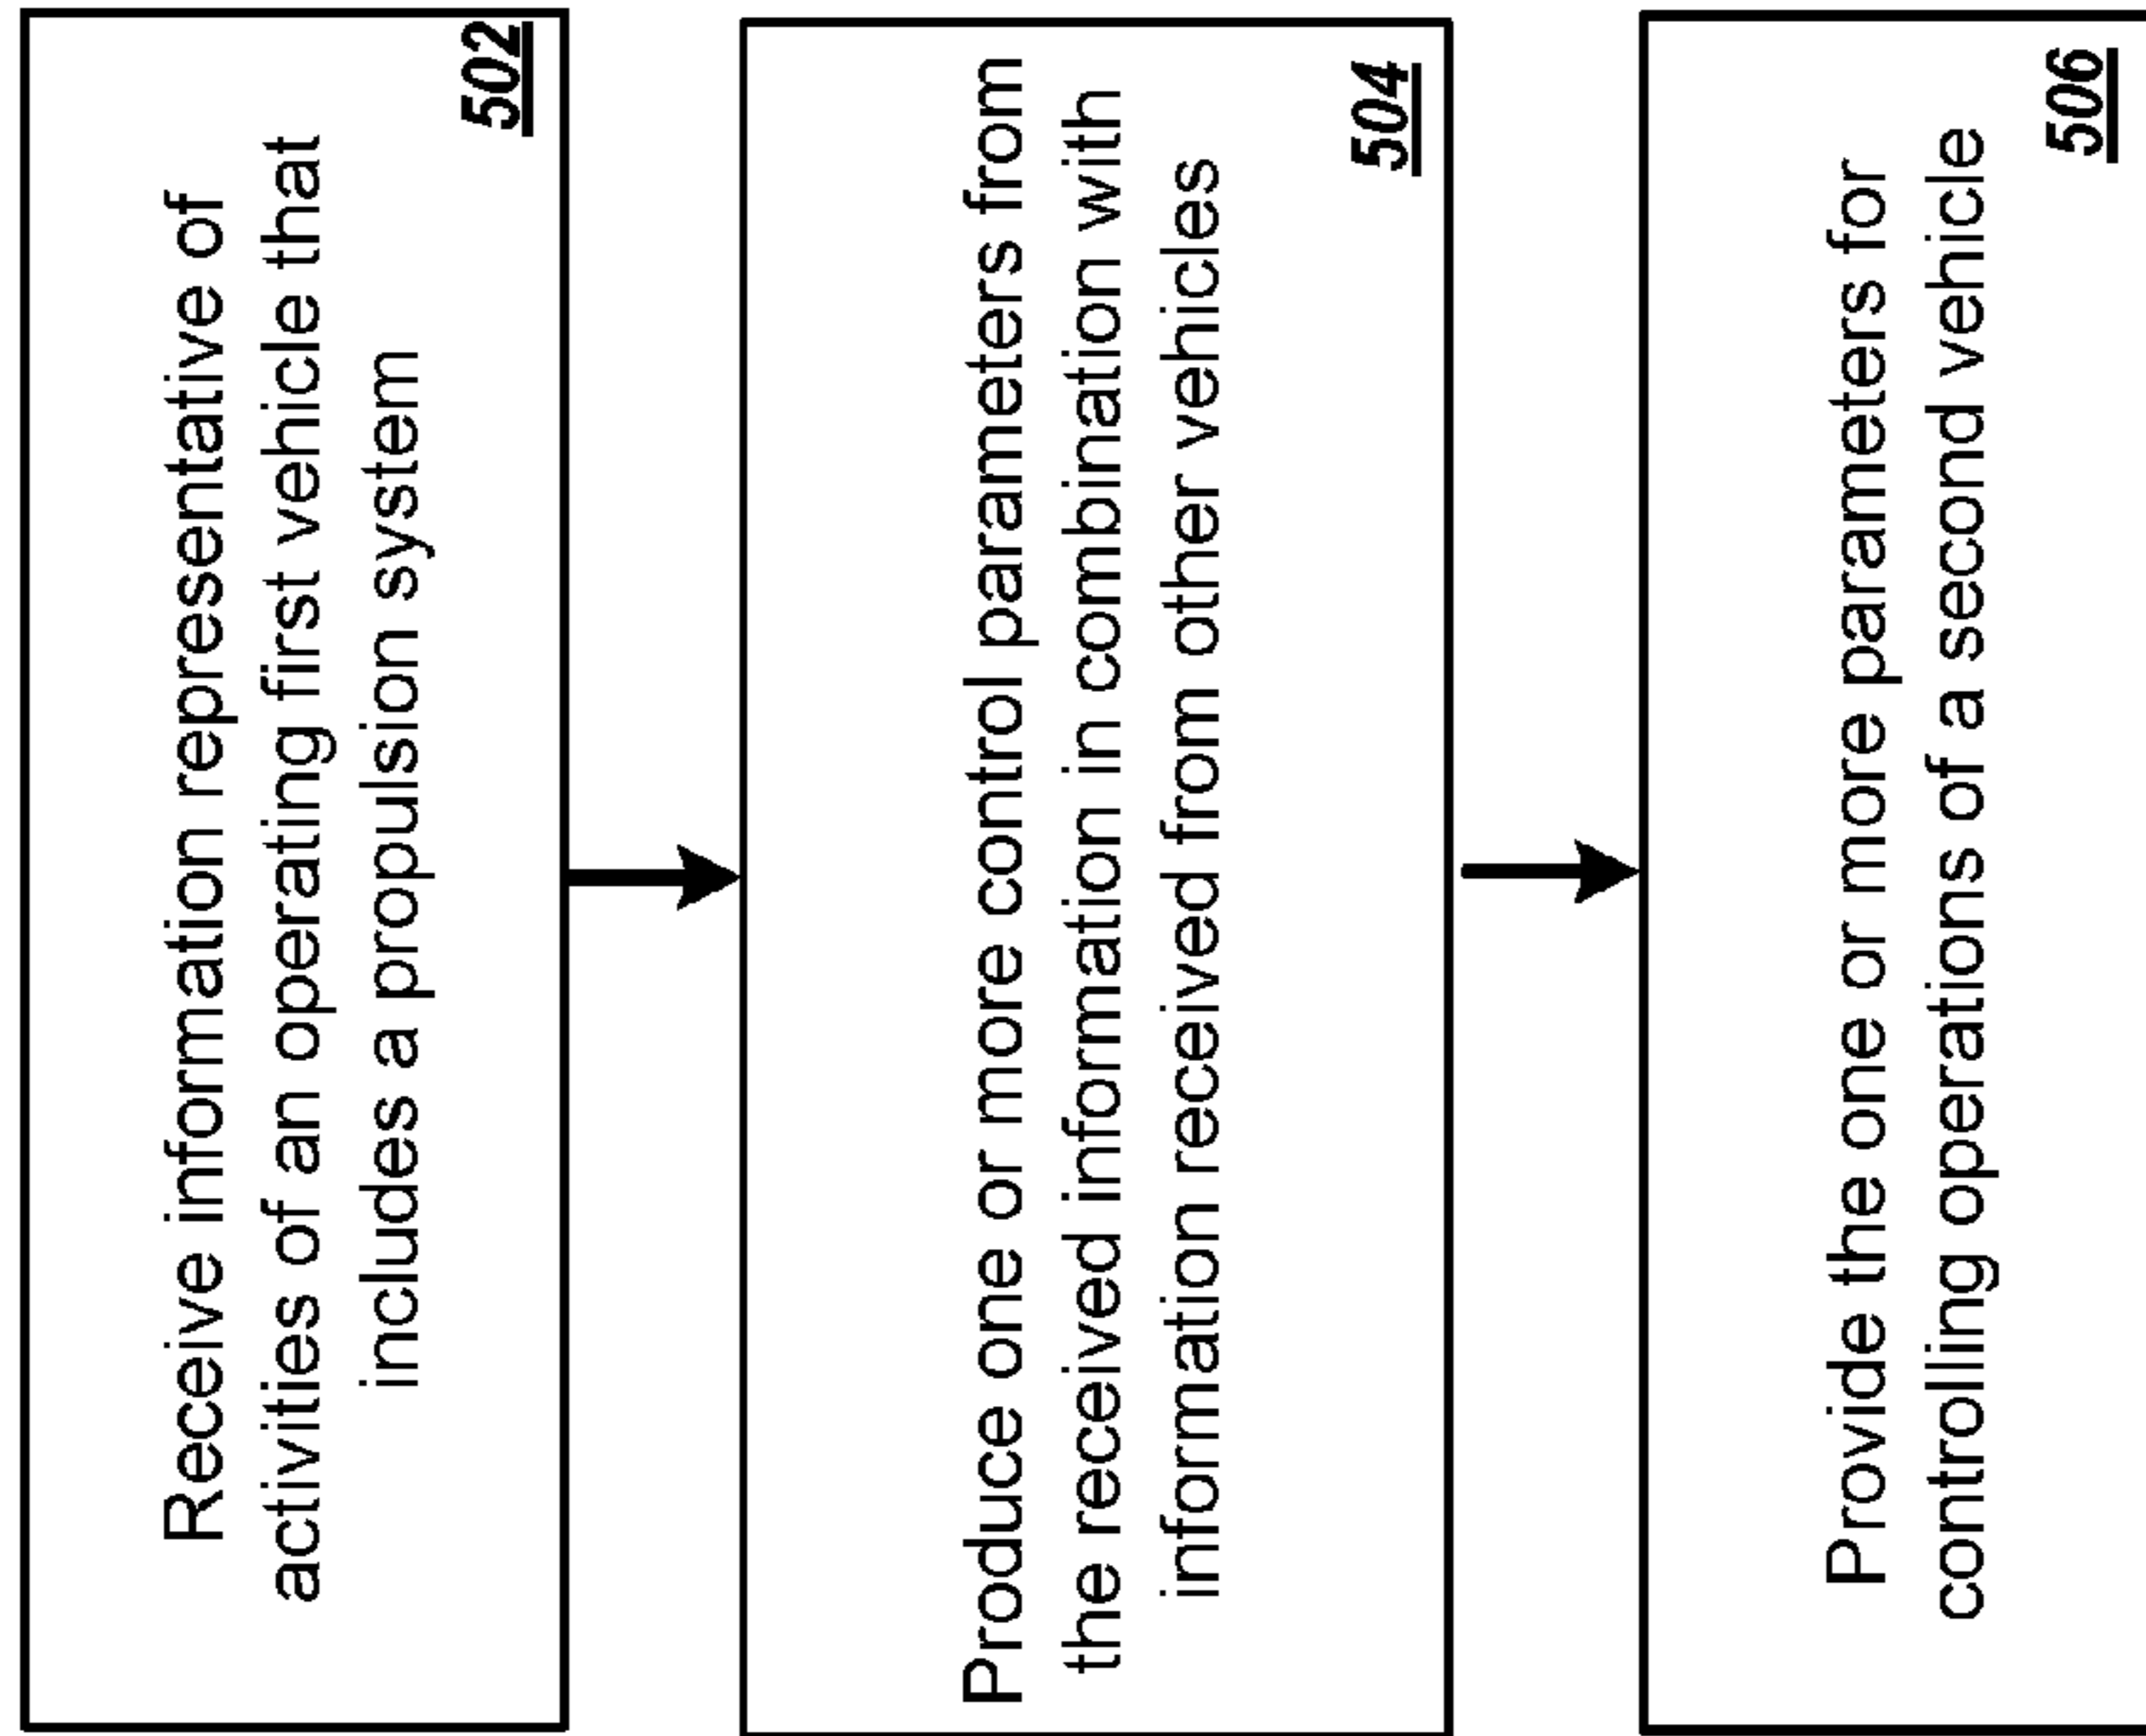 Receive information representative of
activities of an operating first vehicle that
includes a propulsion system
502
Produce one or more control parameters from
the received information in combination with
information received from other vehicles
504
Provide the one or more parameters for
controlling operations of a second vehicle
506